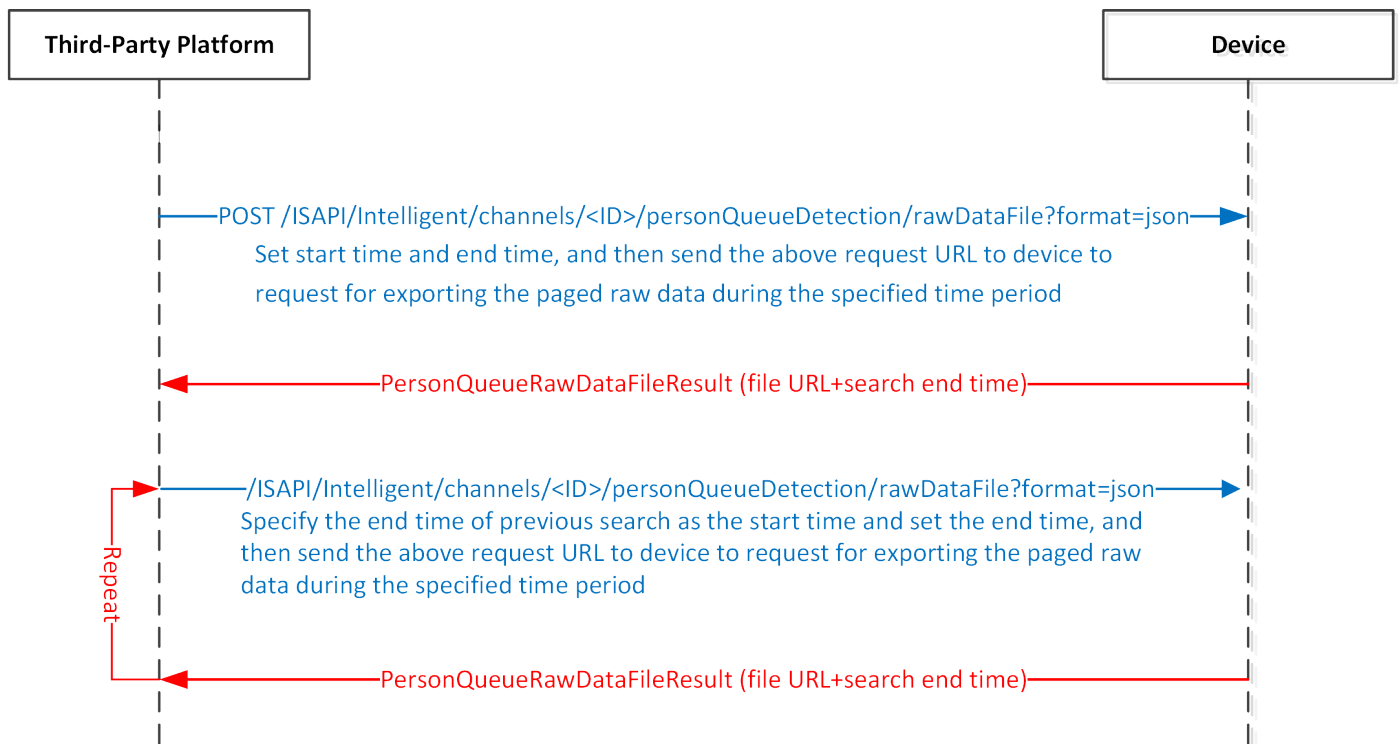 Third-Party Platform
Device
POST /ISAPI/Intelligent/channels/<ID>/personQueueDetection/rawDataFile?format=json
Set start time and end time, and then send the above request URL to device to
request for exporting the paged raw data during the specified time period
PersonQueueRawDataFileResult (file URL+search end time)
/ISAPI/Intelligent/channels/<ID>/personQueueDetection/rawDataFile?format=json
Specify the end time of previous search as the start time and set the end time, and
then send the above request URL to device to request for exporting the paged raw
data during the specified time period
Repeat
PersonQueueRawDataFileResult (file URL+search end time)